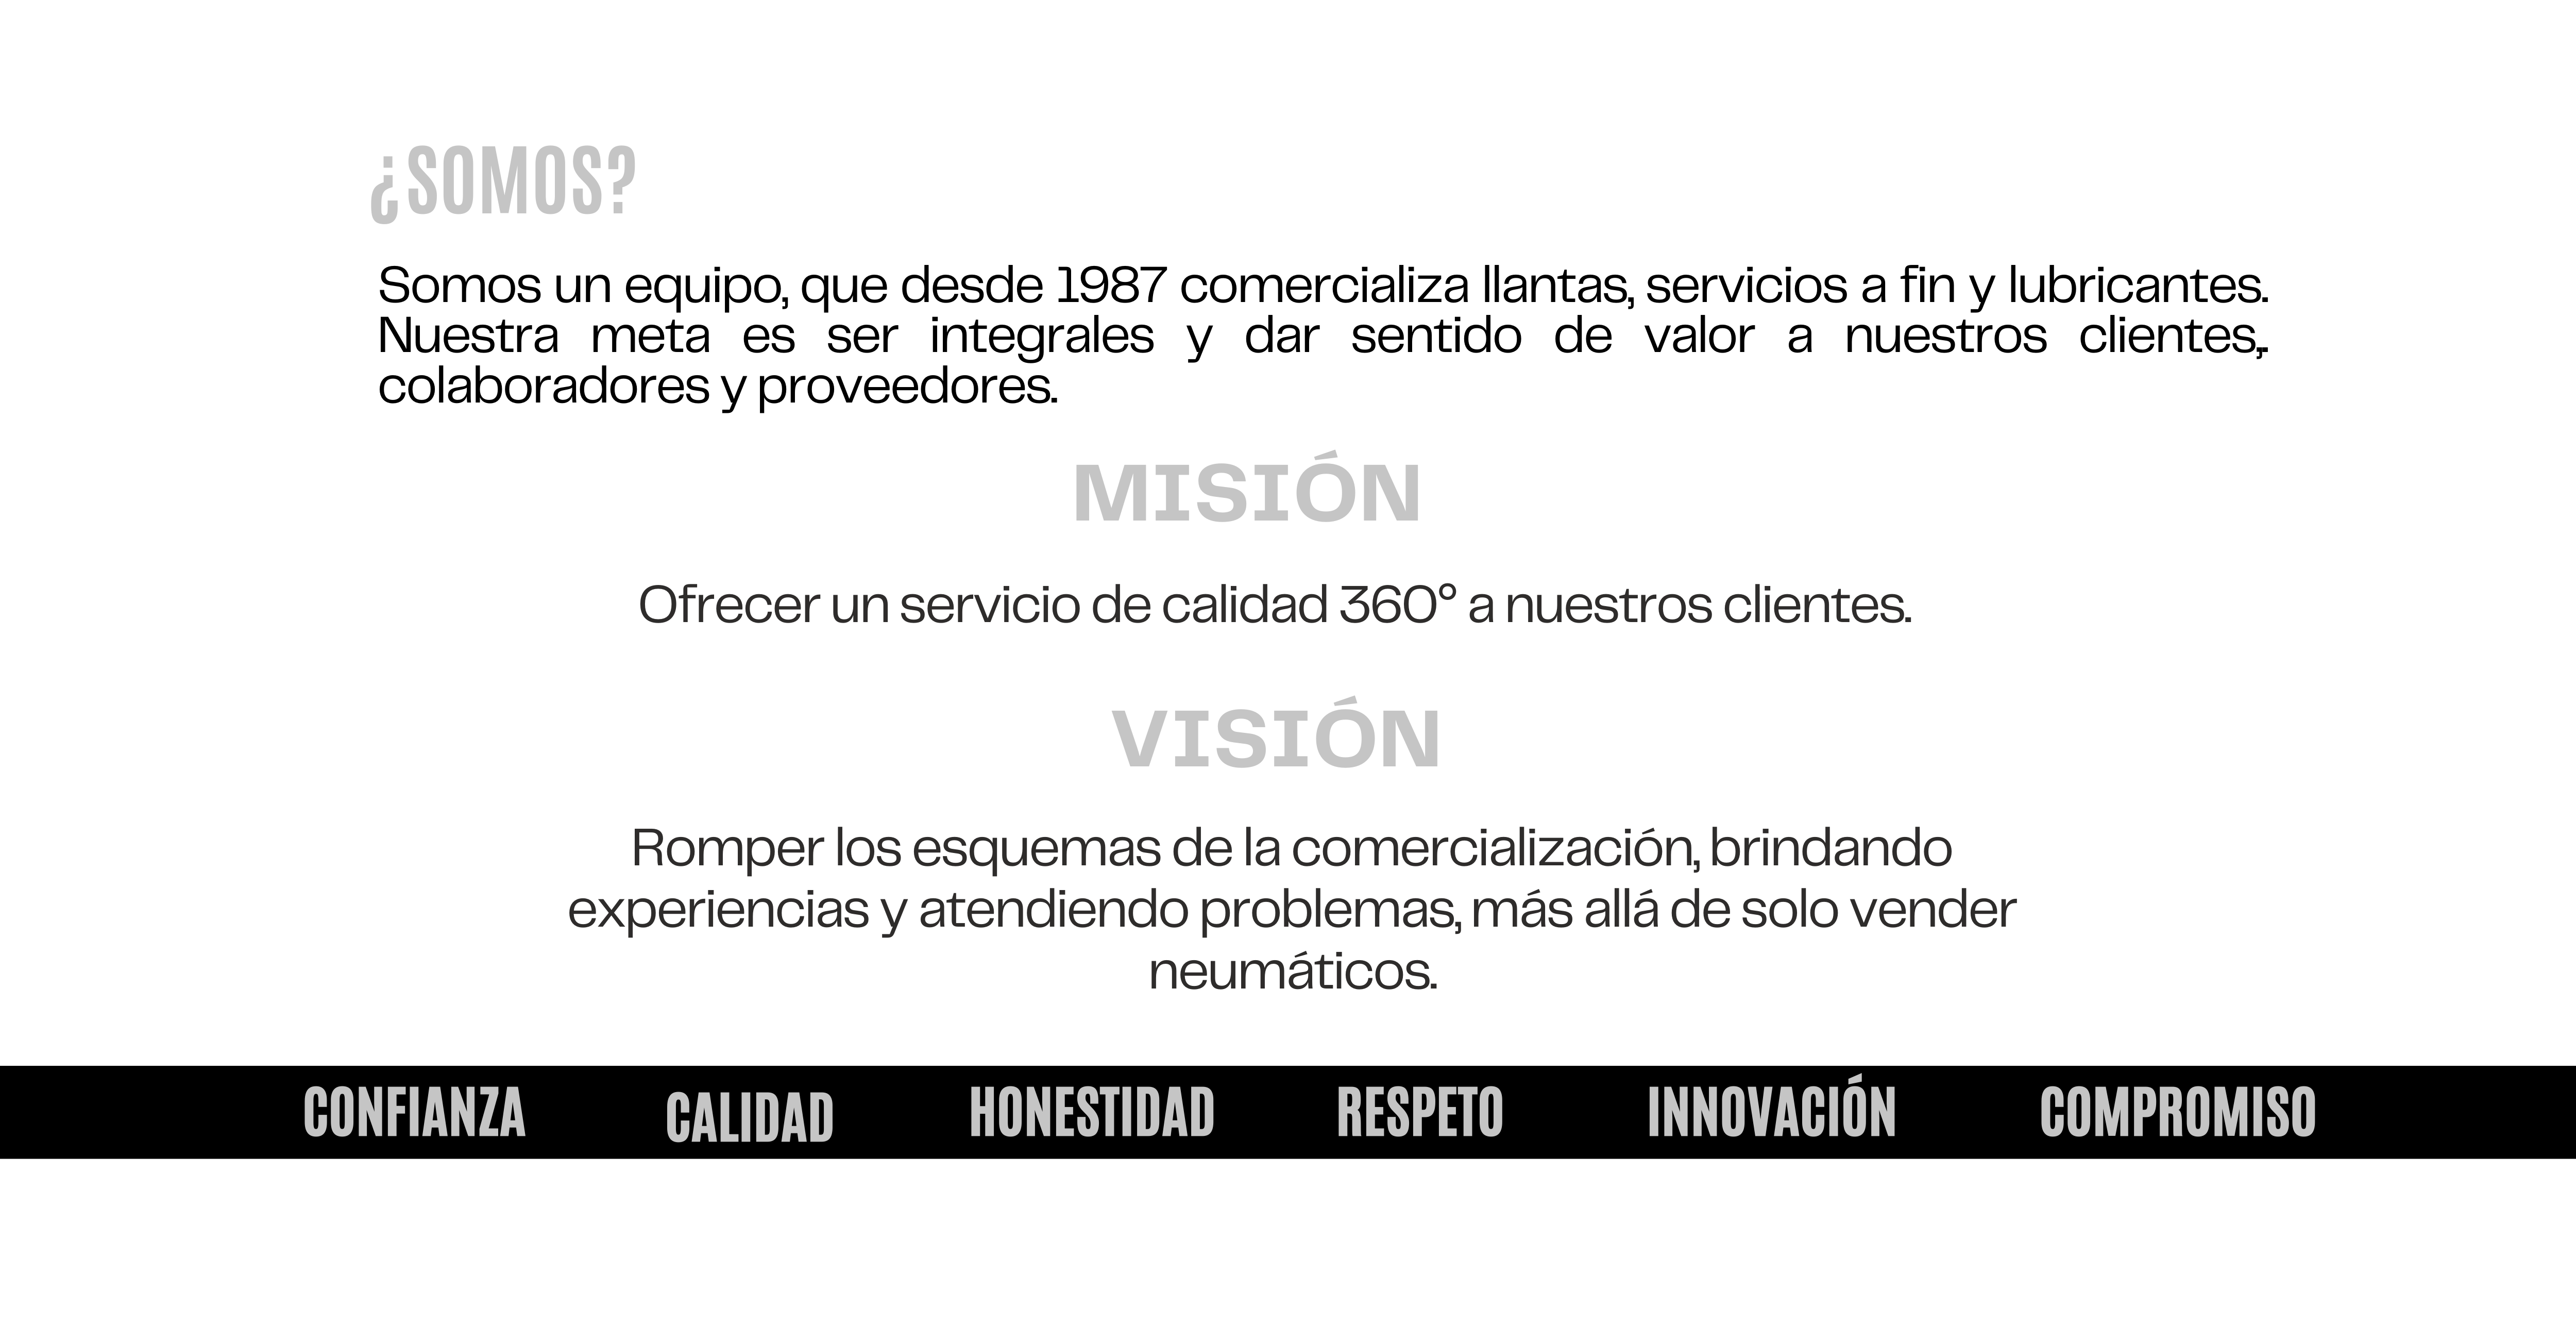 ¿SOMOS?
Somos un equipo, que desde 1987 comercializa llantas, servicios a fin y lubricantes.
Nuestra meta es ser integrales y dar sentido de valor a nuestros clientes,.
colaboradores y proveedores.
MISIÓN
Ofrecer un servicio de calidad 360° a nuestros clientes.
VISIÓN
Romper los esquemas de la comercialización, brindando
experiencias y atendiendo problemas, más allá de solo vender
neumáticos.
CONFIANZA CALIDAD HONESTIDAD RESPETO INNOVACIÓN COMPROMISO